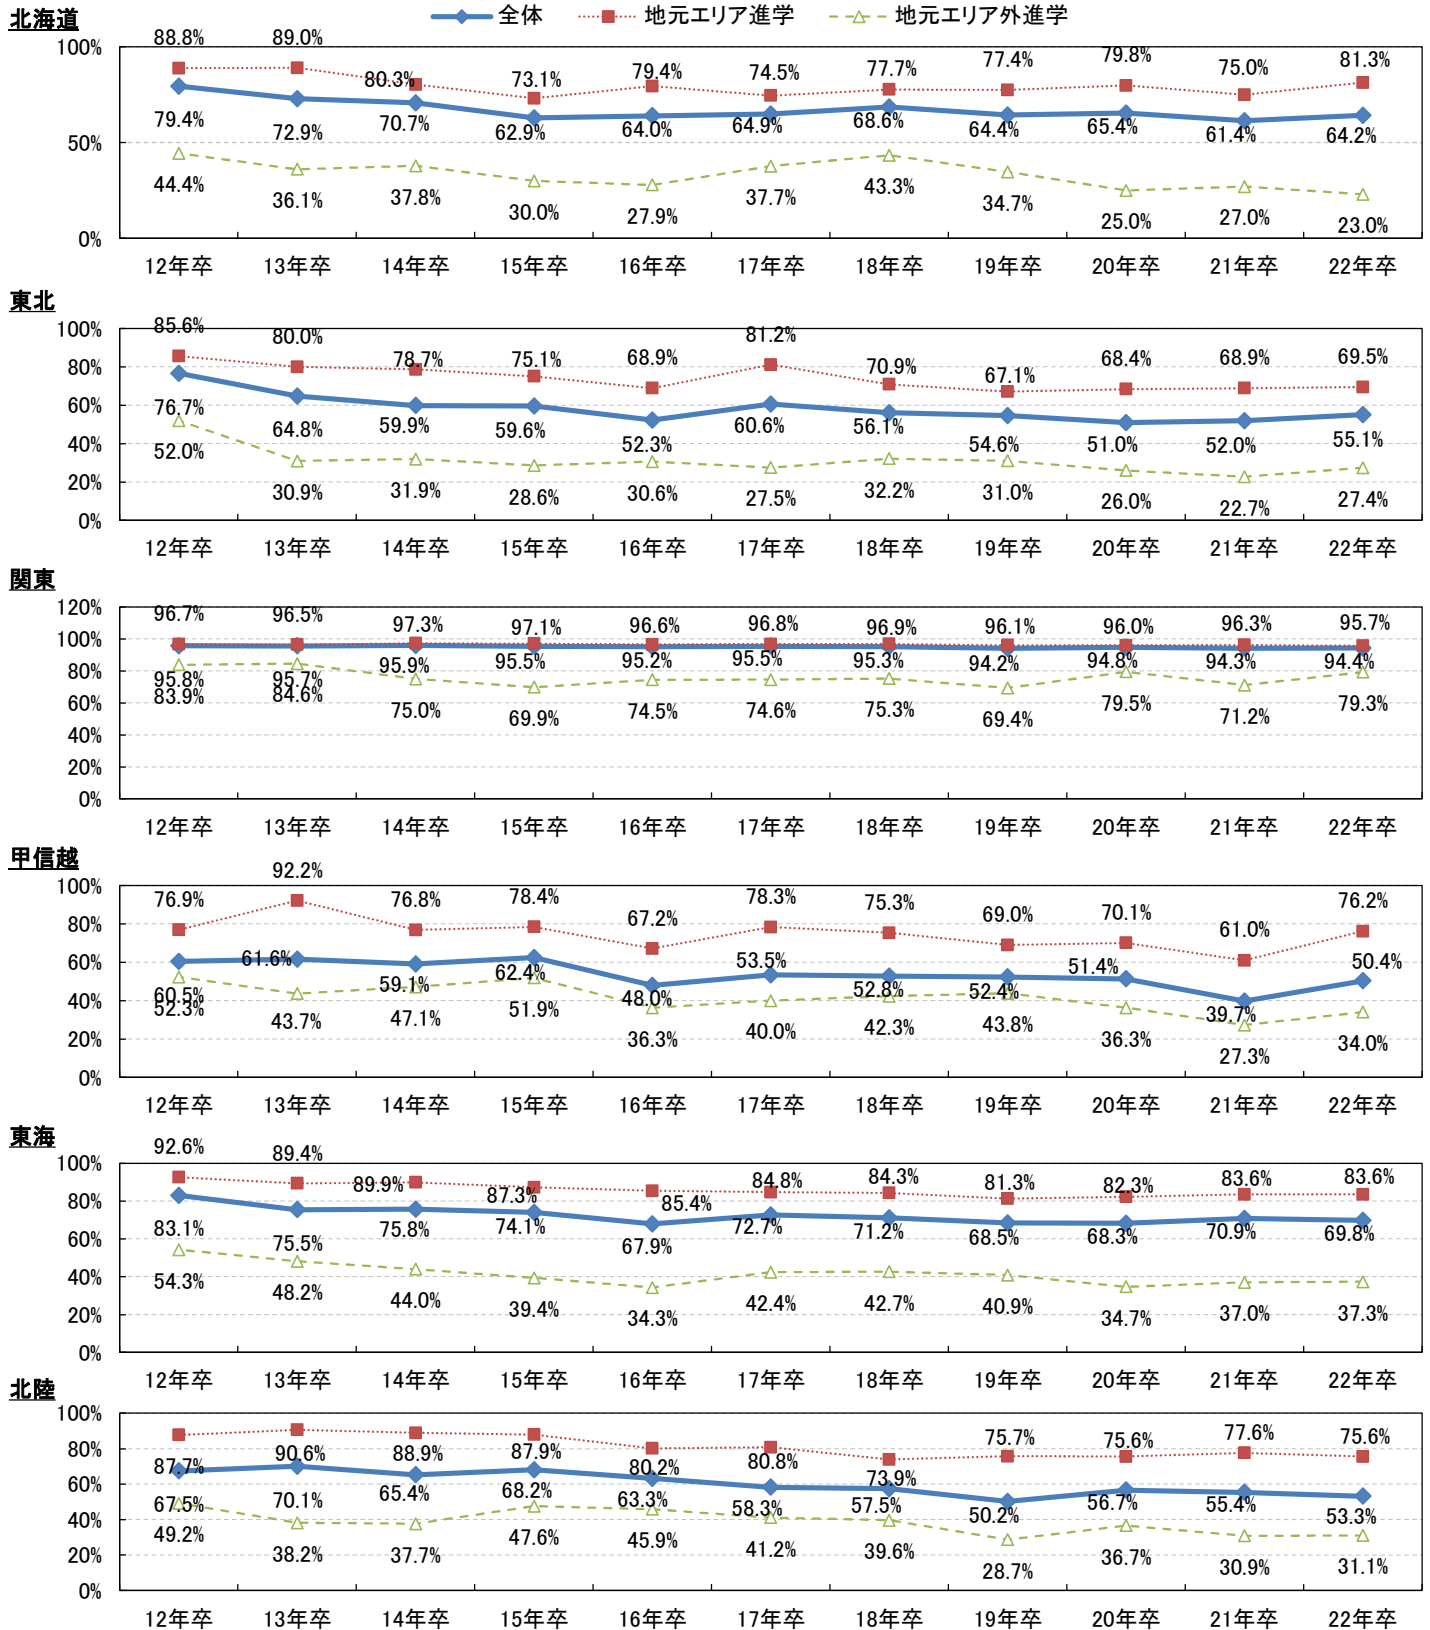 北海道
全体 地元エリア進学 地元エリア外進学
100%
50%
0%
88.8% 89.0% 80.3% 73.1% 79.4% 74.5% 77.7% 77.4% 79.8% 75.0% 81.3%
79.4% 72.9% 70.7% 62.9% 64.0% 64.9% 68.6% 64.4% 65.4% 61.4% 64.2%
44.4% 36.1% 37.8% 30.0% 27.9% 37.7% 43.3% 34.7% 25.0% 27.0% 23.0%
12年卒 13年卒 14年卒 15年卒 16年卒 17年卒 18年卒 19年卒 20年卒 21年卒 22年卒
東北
100%
80%
60%
40%
20%
0%
85.6% 80.0% 78.7% 75.1% 68.9% 81.2% 70.9% 67.1% 68.4% 68.9% 69.5%
76.7% 64.8% 59.9% 59.6% 52.3% 60.6% 56.1% 54.6% 51.0% 52.0% 55.1%
52.0% 30.9% 31.9% 28.6% 30.6% 27.5% 32.2% 31.0% 26.0% 22.7% 27.4%
12年卒 13年卒 14年卒 15年卒 16年卒 17年卒 18年卒 19年卒 20年卒 21年卒 22年卒
関東
120%
100%
80%
60%
40%
20%
0%
96.7% 96.5% 97.3% 97.1% 96.6% 96.8% 96.9% 96.1% 96.0% 96.3% 95.7%
95.8% 95.7% 95.9% 95.5% 95.2% 95.5% 95.3% 94.2% 94.8% 94.3% 94.4%
83.9% 84.6% 75.0% 69.9% 74.5% 74.6% 75.3% 69.4% 79.5% 71.2% 79.3%
12年卒 13年卒 14年卒 15年卒 16年卒 17年卒 18年卒 19年卒 20年卒 21年卒 22年卒
甲信越
100%
80%
60%
40%
20%
0%
76.9% 92.2% 76.8% 78.4% 67.2% 78.3% 75.3% 69.0% 70.1% 61.0% 76.2%
60.5% 61.6% 59.1% 62.4% 48.0% 53.5% 52.8% 52.4% 51.4% 39.7% 50.4%
52.3% 43.7% 47.1% 51.9% 36.3% 40.0% 42.3% 43.8% 36.3% 27.3% 34.0%
12年卒 13年卒 14年卒 15年卒 16年卒 17年卒 18年卒 19年卒 20年卒 21年卒 22年卒
東海
100%
80%
60%
40%
20%
0%
92.6% 89.4% 89.9% 87.3% 85.4% 84.8% 84.3% 81.3% 82.3% 83.6% 83.6%
83.1% 75.5% 75.8% 74.1% 67.9% 72.7% 71.2% 68.5% 68.3% 70.9% 69.8%
54.3% 48.2% 44.0% 39.4% 34.3% 42.4% 42.7% 40.9% 34.7% 37.0% 37.3%
12年卒 13年卒 14年卒 15年卒 16年卒 17年卒 18年卒 19年卒 20年卒 21年卒 22年卒
北陸
100%
80%
60%
40%
20%
0%
87.7% 90.6% 88.9% 87.9% 80.2% 80.8% 73.9% 75.7% 75.6% 77.6% 75.6%
67.5% 70.1% 65.4% 68.2% 63.3% 58.3% 57.5% 50.2% 56.7% 55.4% 53.3%
49.2% 38.2% 37.7% 47.6% 45.9% 41.2% 39.6% 28.7% 36.7% 30.9% 31.1%
12年卒 13年卒 14年卒 15年卒 16年卒 17年卒 18年卒 19年卒 20年卒 21年卒 22年卒